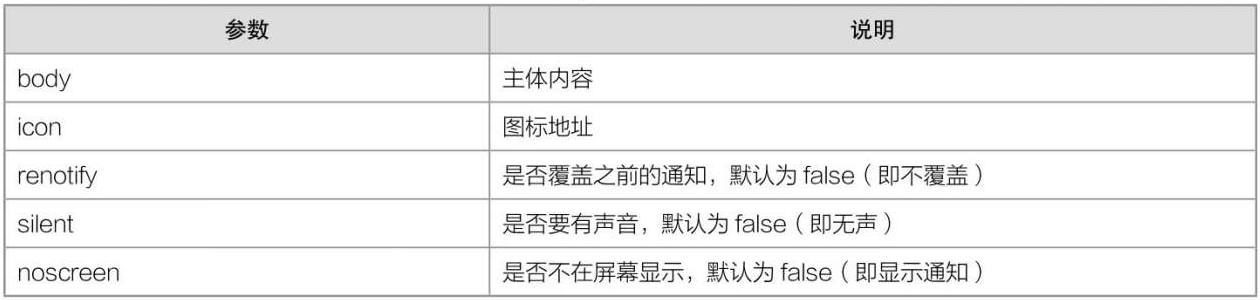 参数 说明
body 主体内容
icon 图标地址
renotify 是否覆盖之前的通知，默认为 false（即不覆盖）
silent 是否要有声音，默认为 false（即无声）
noscreen 是否不在屏幕显示，默认为 false（即显示通知）